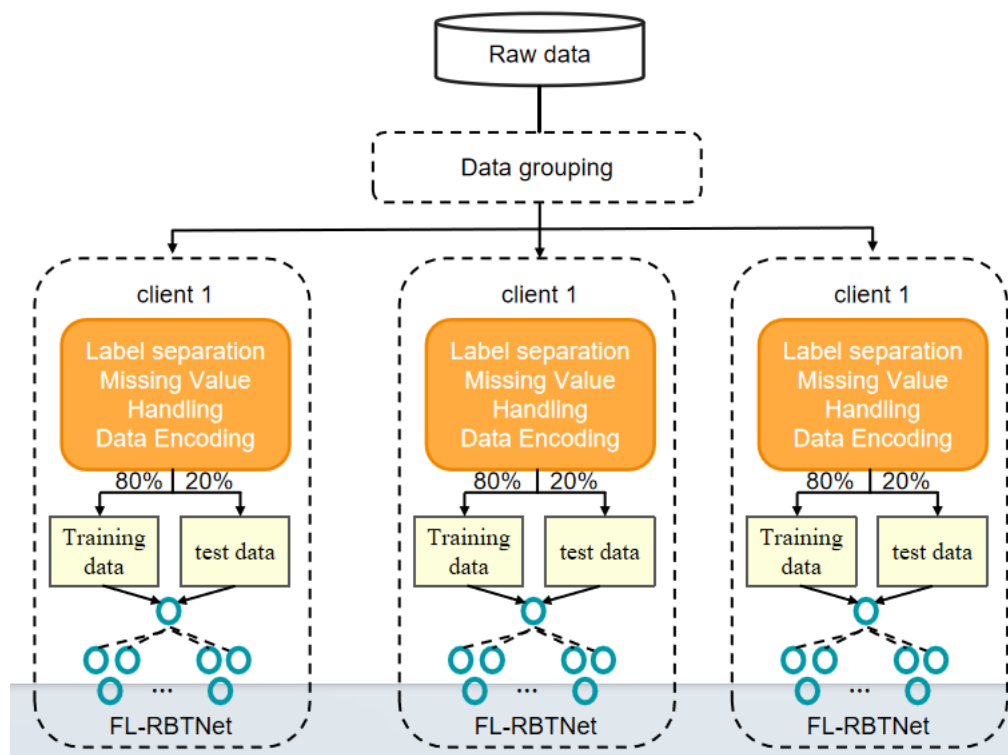 Raw data
Data grouping
client 1
Label separation
Missing Value
Handling
Data Encoding
80% 20%
Training
data
test data
...
FL-RBTNet
client 1
Label separation
Missing Value
Handling
Data Encoding
80% 20%
Training
data
test data
...
FL-RBTNet
client 1
Label separation
Missing Value
Handling
Data Encoding
80% 20%
Training
data
test data
...
FL-RBTNet